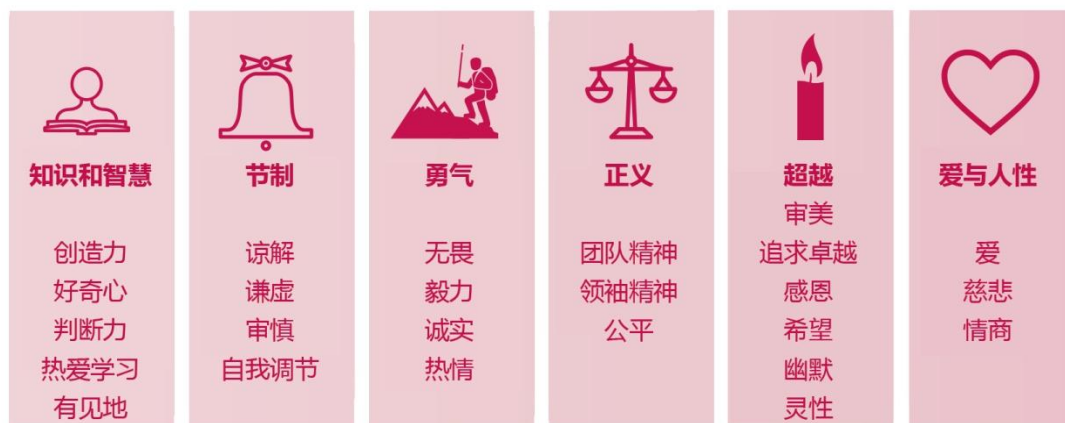 知识和智慧
创造力
好奇心
判断力
热爱学习
有见地
节制
谅解
谦虚
审慎
自我调节
勇气
无畏
毅力
诚实
热情
正义
团队精神
领袖精神
公平
超越
审美
追求卓越
感恩
希望
幽默
灵性
爱与人性
爱
慈悲
情商